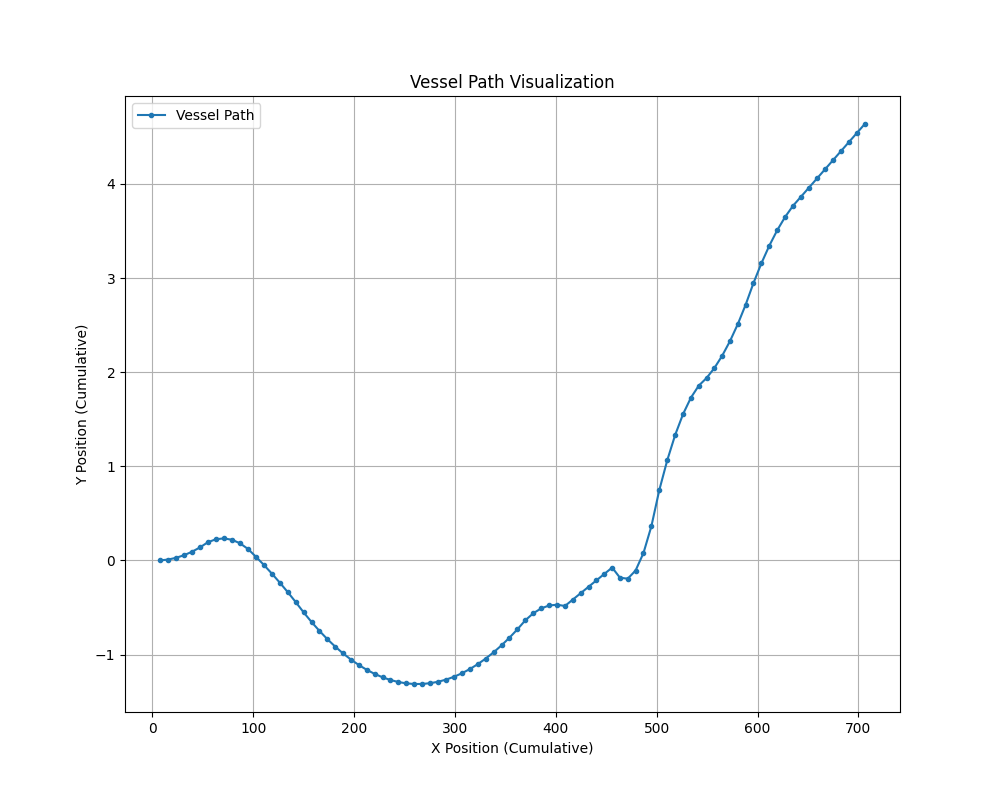 Vessel Path Visualization
Vessel Path
Y Position (Cumulative)
4
3
2
1
0
−1
0 100 200 300 400 500 600 700
X Position (Cumulative)